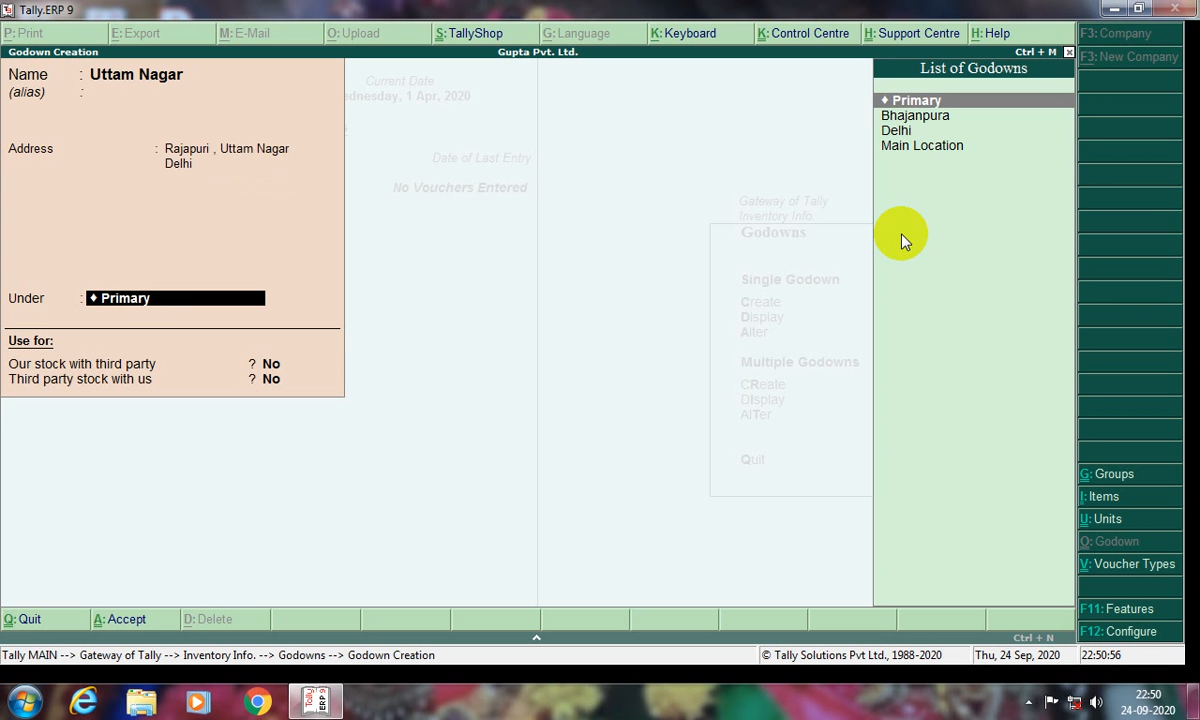 Tally.ERP 9
P: Print E: Export M: E-Mail O: Upload S: TallyShop G: Language K: Keyboard K: Control Centre H: Support Centre H: Help
Godown Creation Gupta Pvt. Ltd. Ctrl + M
Name : Uttam Nagar
(alias) :
Address : Rajapuri , Uttam Nagar
Delhi
Under : ♦ Primary
Use for:
Our stock with third party ? No
Third party stock with us ? No
Current Date
dnesday, 1 Apr, 2020
Date of Last Entry
No Vouchers Entered
Gateway of Tally
Inventory Info.
Godowns
Single Godown
Create
Display
Alter
Multiple Godowns
CReate
DIsplay
AlTer
Quit
List of Godowns
♦ Primary
Bhajanpura
Delhi
Main Location
F3: Company
F3: New Company
G: Groups
I: Items
U: Units
O: Godown
V: Voucher Types
F11: Features
F12: Configure
Q: Quit A: Accept D: Delete
Ctrl + N
Tally MAIN --> Gateway of Tally --> Inventory Info. --> Godowns --> Godown Creation © Tally Solutions Pvt Ltd., 1988-2020 Thu, 24 Sep, 2020 22:50:56
Tally ERP 9
22:50
24-09-2020